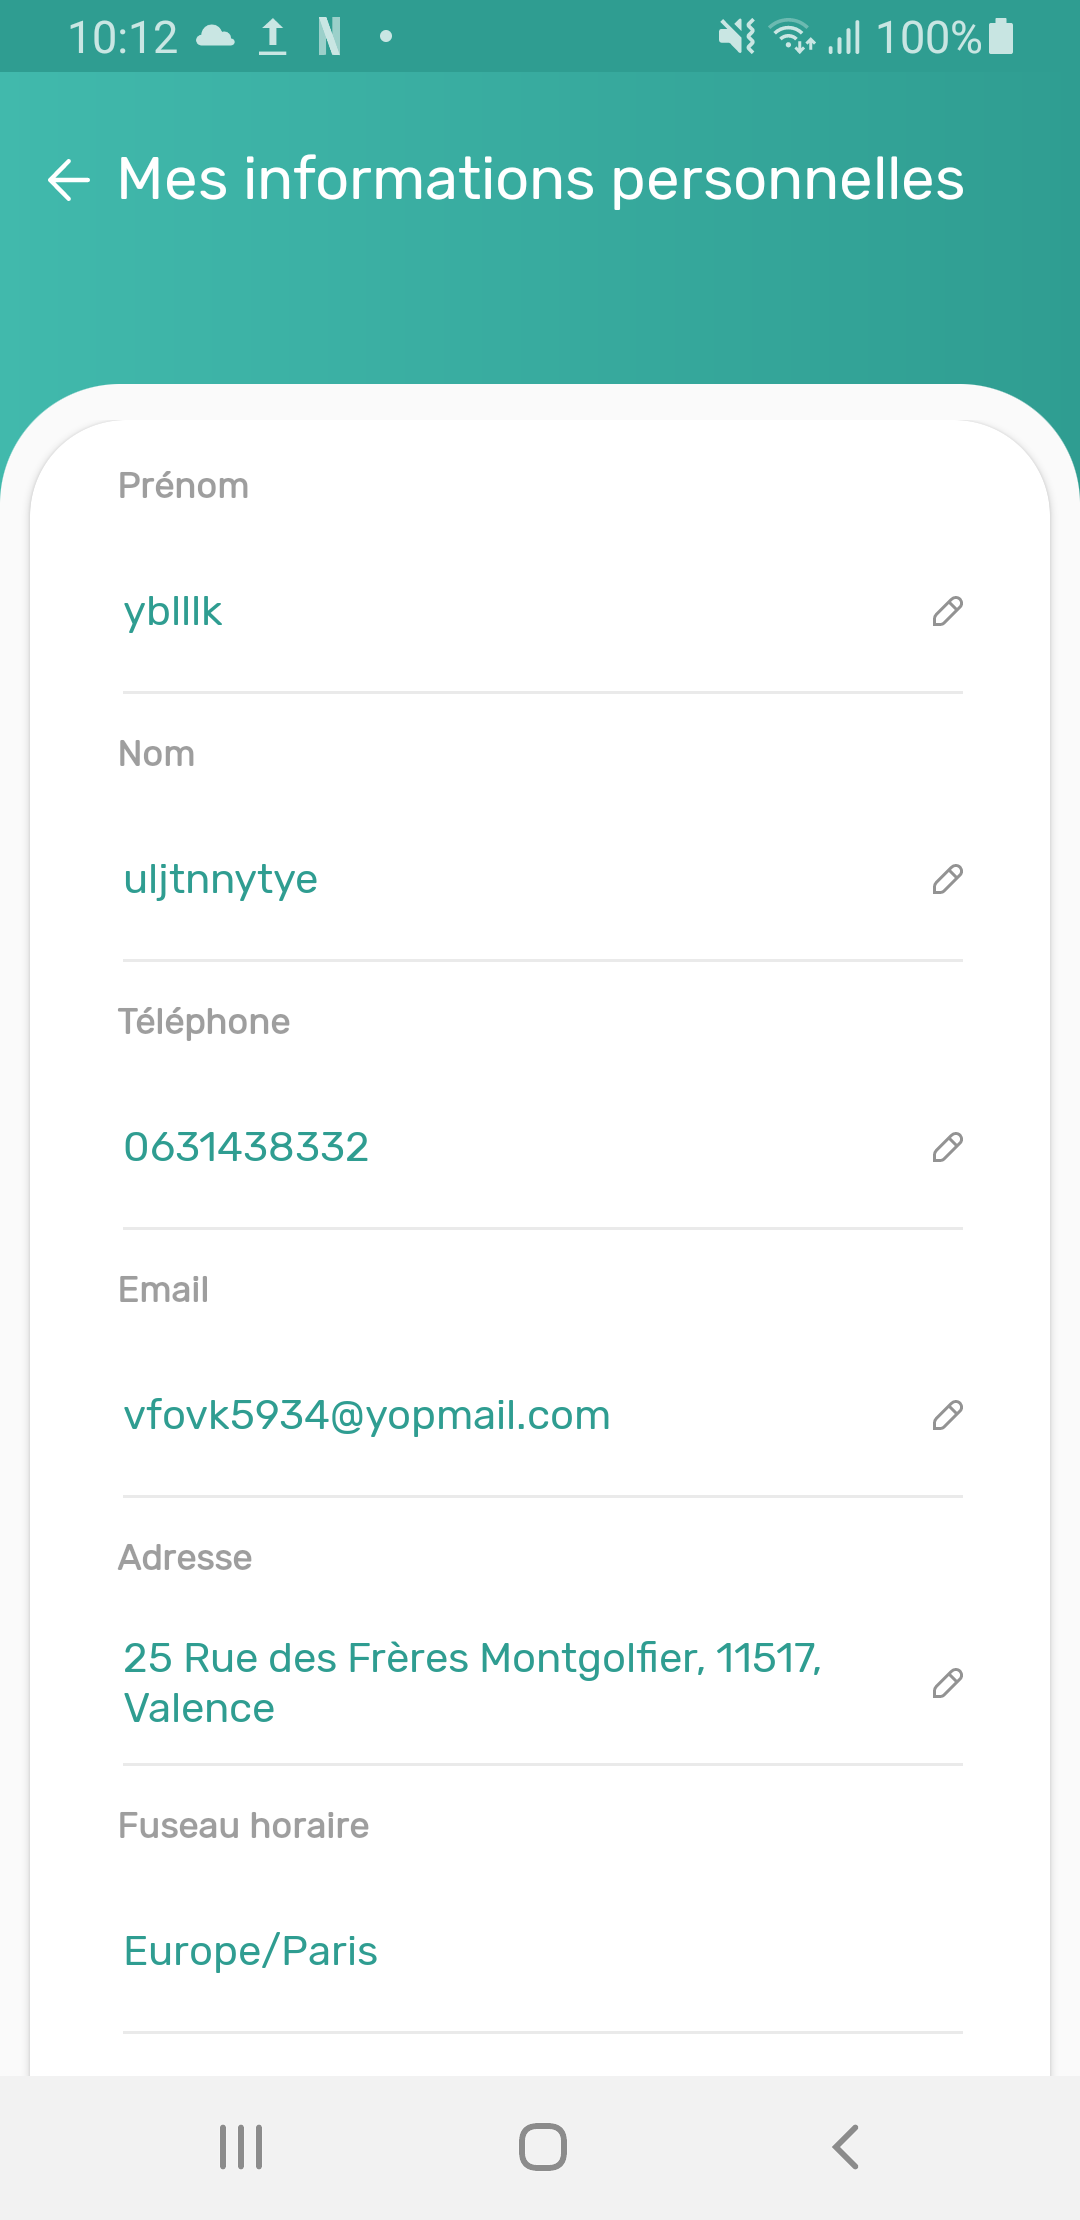 10:12
100%
Mes informations personnelles
Prénom
yblllk
Nom
uljtnnytye
Téléphone
0631438332
Email
vfovk5934@yopmail.com
Adresse
25 Rue des Frères Montgolfier, 11517,
Valence
Fuseau horaire
Europe/Paris